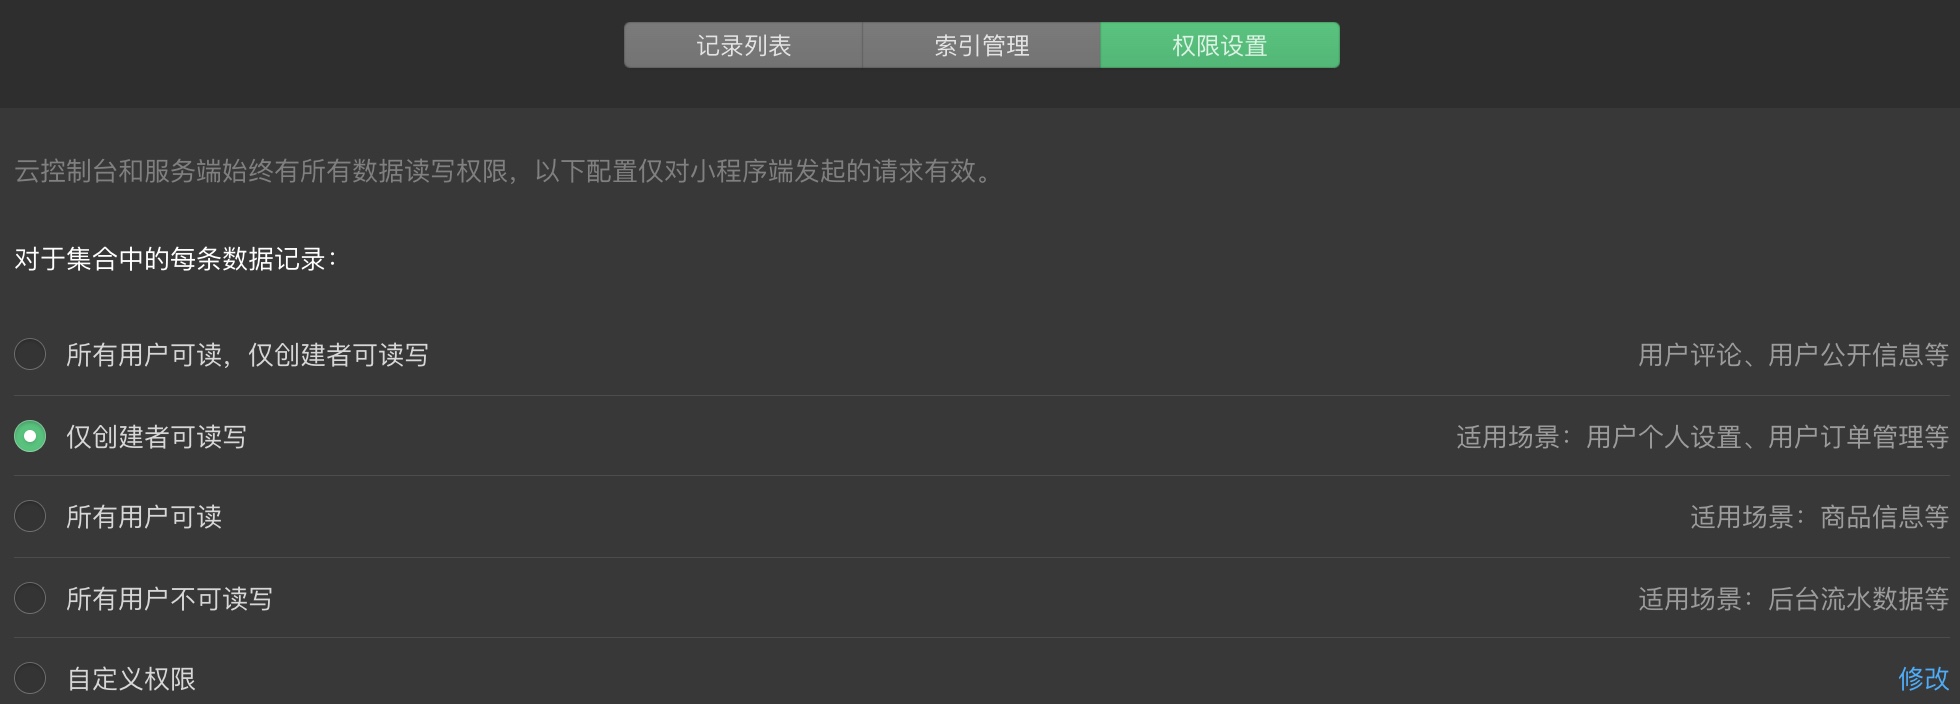 记录列表 索引管理 权限设置
云控制台和服务端始终有所有数据读写权限，以下配置仅对小程序端发起的请求有效。
对于集合中的每条数据记录：
所有用户可读，仅创建者可读写 用户评论、用户公开信息等
仅创建者可读写 适用场景：用户个人设置、用户订单管理等
所有用户可读 适用场景：商品信息等
所有用户不可读写 适用场景：后台流水数据等
自定义权限 修改